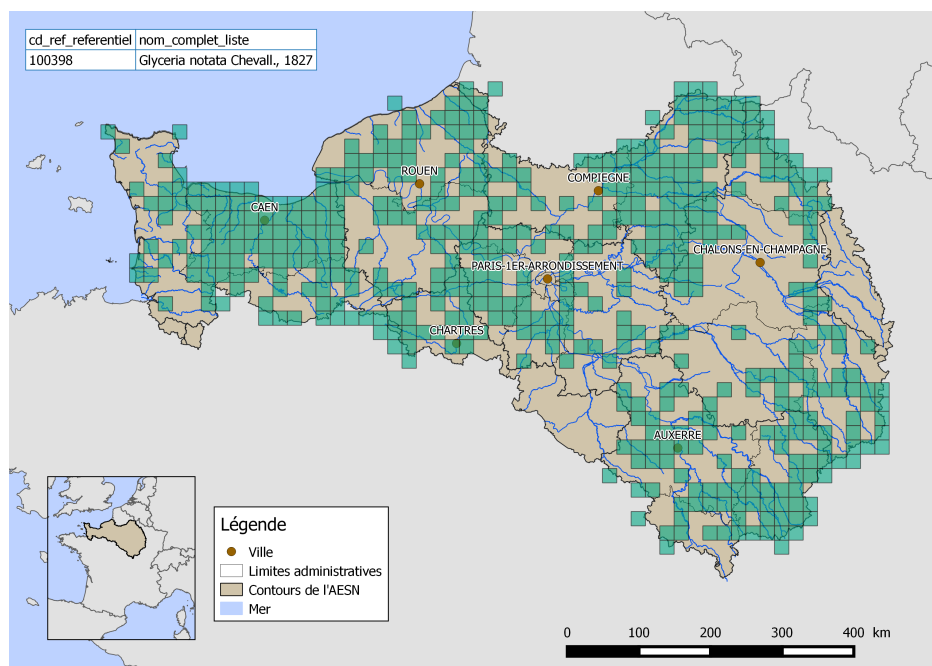 cd_ref_referentiel nom_complet_liste
100398 Glyceria notata Chevall., 1827
ROUEN
COMPIEGNE
CAEN
CHALONS-EN-CHAMPAGNE
PARIS-1ER-ARRONDISSEMENT
CHARTRES
AUXERRE
Légende
Ville
Limites administratives
Contours de l'AESN
Mer
0 100 200 300 400 km